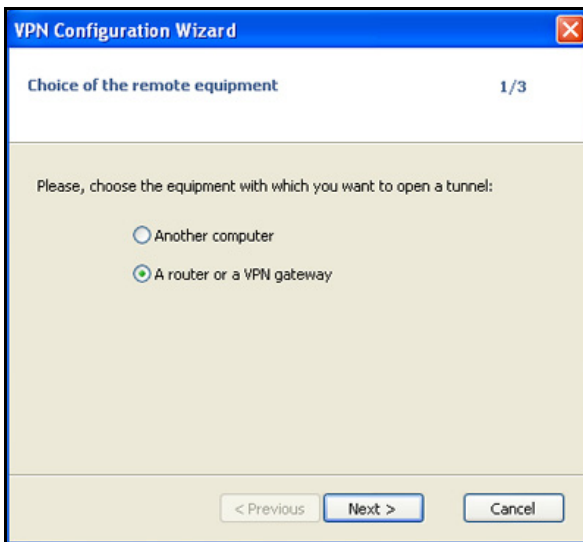 VPN Configuration Wizard
Choice of the remote equipment 1/3
Please, choose the equipment with which you want to open a tunnel:
Another computer
A router or a VPN gateway
< Previous Next > Cancel